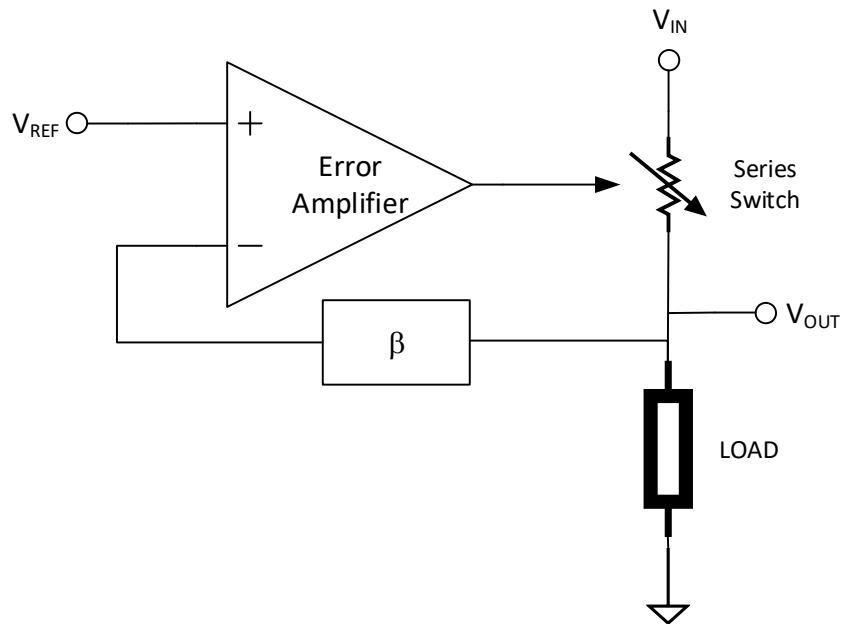 V_IN
V_REF
+
Error
Amplifier
−
Series
Switch
β
V_OUT
LOAD